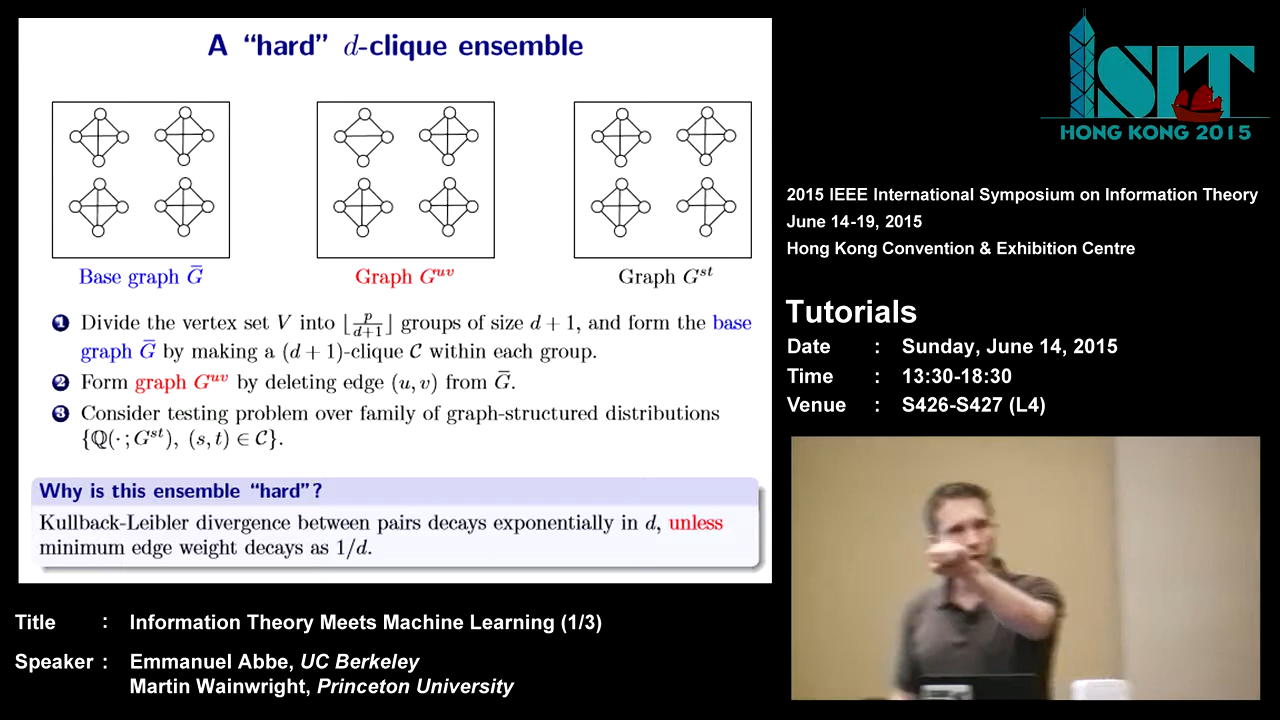 A “hard” d-clique ensemble
Base graph G̅
Graph Gᵘᵛ
Graph Gˢᵗ
1 Divide the vertex set V into ⌊p/(d+1)⌋ groups of size d + 1, and form the base
graph G̅ by making a (d + 1)-clique C within each group.
2 Form graph Gᵘᵛ by deleting edge (u, v) from G̅.
3 Consider testing problem over family of graph-structured distributions
{ℚ(· ; Gˢᵗ), (s, t) ∈ C}.
Why is this ensemble “hard”?
Kullback-Leibler divergence between pairs decays exponentially in d, unless
minimum edge weight decays as 1/d.
ISIT
HONG KONG 2015
2015 IEEE International Symposium on Information Theory
June 14-19, 2015
Hong Kong Convention & Exhibition Centre
Tutorials
Date : Sunday, June 14, 2015
Time : 13:30-18:30
Venue : S426-S427 (L4)
Title : Information Theory Meets Machine Learning (1/3)
Speaker : Emmanuel Abbe, UC Berkeley
Martin Wainwright, Princeton University